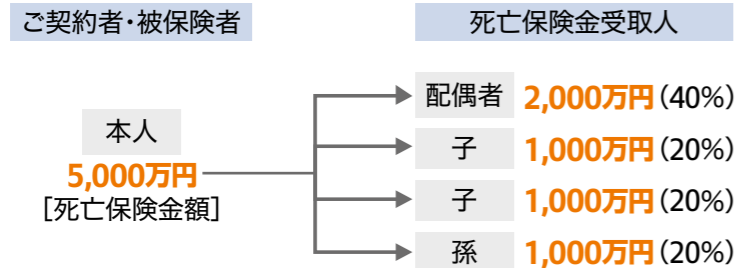 ご契約者・被保険者
死亡保険金受取人
本人
5,000万円
[死亡保険金額]
配偶者 2,000万円(40%)
子 1,000万円(20%)
子 1,000万円(20%)
孫 1,000万円(20%)